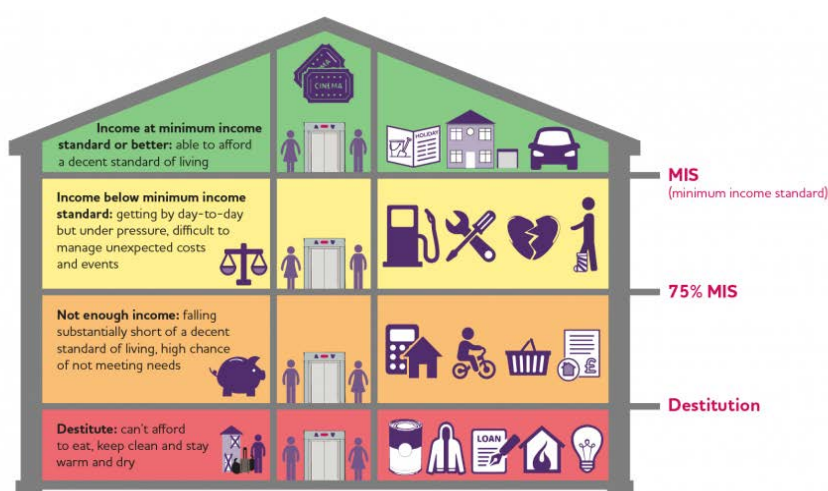 CINEMA
Income at minimum income
standard or better: able to afford
a decent standard of living
HOLIDAY
MIS
(minimum income standard)
Income below minimum income
standard: getting by day-to-day
but under pressure, difficult to
manage unexpected costs
and events
75% MIS
Not enough income: falling
substantially short of a decent
standard of living, high chance
of not meeting needs
£
Destitution
Destitute: can't afford
to eat, keep clean and stay
warm and dry
LOAN